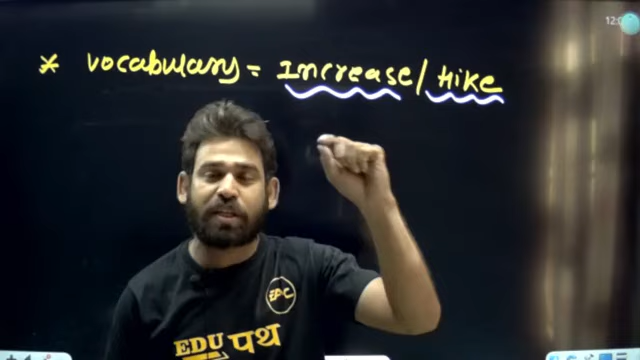 * vocabulary = Increase / Hike
EPC
EDU पथ